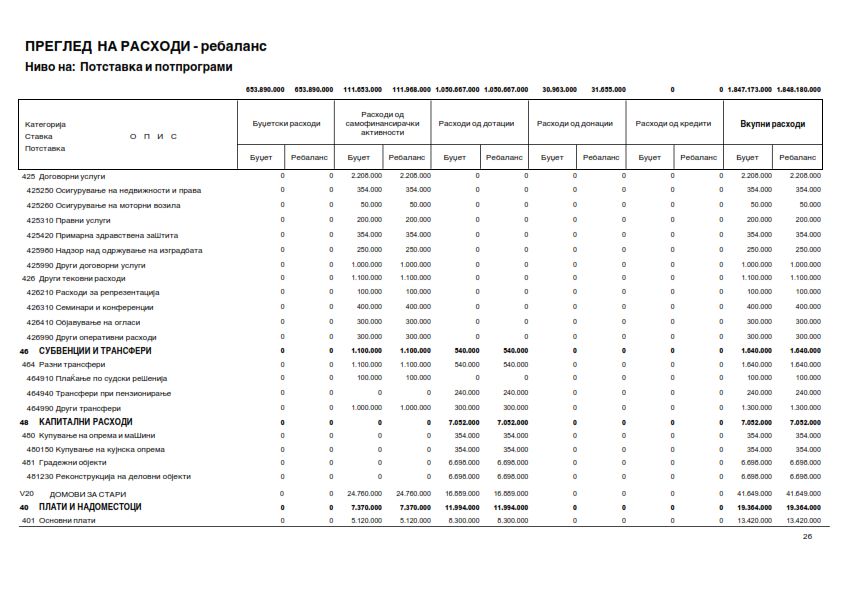 ПРЕГЛЕД НА РАСХОДИ - ребаланс
Ниво на: Потставка и потпрограми
653.890.000 653.890.000 111.653.000 111.968.000 1.050.667.000 1.050.667.000 30.963.000 31.655.000 0 0 1.847.173.000 1.848.180.000
Категорија
Ставка О П И С
Потставка
Буџетски расходи
Расходи од самофинансирачки активности
Расходи од дотации
Расходи од донации
Расходи од кредити
Вкупни расходи
Буџет Ребаланс Буџет Ребаланс Буџет Ребаланс Буџет Ребаланс Буџет Ребаланс Буџет Ребаланс
425 Договорни услуги 0 0 2.208.000 2.208.000 0 0 0 0 0 0 2.208.000 2.208.000
425250 Осигурување на недвижности и права 0 0 354.000 354.000 0 0 0 0 0 0 354.000 354.000
425260 Осигурување на моторни возила 0 0 50.000 50.000 0 0 0 0 0 0 50.000 50.000
425310 Правни услуги 0 0 200.000 200.000 0 0 0 0 0 0 200.000 200.000
425420 Примарна здравствена заШтита 0 0 354.000 354.000 0 0 0 0 0 0 354.000 354.000
425980 Надзор над одржување на изградбата 0 0 250.000 250.000 0 0 0 0 0 0 250.000 250.000
425990 Други договорни услуги 0 0 1.000.000 1.000.000 0 0 0 0 0 0 1.000.000 1.000.000
426 Други тековни расходи 0 0 1.100.000 1.100.000 0 0 0 0 0 0 1.100.000 1.100.000
426210 Расходи за репрезентација 0 0 100.000 100.000 0 0 0 0 0 0 100.000 100.000
426310 Семинари и конференции 0 0 400.000 400.000 0 0 0 0 0 0 400.000 400.000
426410 Објавување на огласи 0 0 300.000 300.000 0 0 0 0 0 0 300.000 300.000
426990 Други оперативни расходи 0 0 300.000 300.000 0 0 0 0 0 0 300.000 300.000
46 СУБВЕНЦИИ И ТРАНСФЕРИ 0 0 1.100.000 1.100.000 540.000 540.000 0 0 0 0 1.640.000 1.640.000
464 Разни трансфери 0 0 1.100.000 1.100.000 540.000 540.000 0 0 0 0 1.640.000 1.640.000
464910 ПлаЌање по судски реШенија 0 0 100.000 100.000 0 0 0 0 0 0 100.000 100.000
464940 Трансфери при пензионирање 0 0 0 0 240.000 240.000 0 0 0 0 240.000 240.000
464990 Други трансфери 0 0 1.000.000 1.000.000 300.000 300.000 0 0 0 0 1.300.000 1.300.000
48 КАПИТАЛНИ РАСХОДИ 0 0 0 0 7.052.000 7.052.000 0 0 0 0 7.052.000 7.052.000
480 Купување на опрема и маШини 0 0 0 0 354.000 354.000 0 0 0 0 354.000 354.000
480150 Купување на кујнска опрема 0 0 0 0 354.000 354.000 0 0 0 0 354.000 354.000
481 Градежни објекти 0 0 0 0 6.698.000 6.698.000 0 0 0 0 6.698.000 6.698.000
481230 Реконструкција на деловни објекти 0 0 0 0 6.698.000 6.698.000 0 0 0 0 6.698.000 6.698.000
V20 ДОМОВИ ЗА СТАРИ 0 0 24.760.000 24.760.000 16.889.000 16.889.000 0 0 0 0 41.649.000 41.649.000
40 ПЛАТИ И НАДОМЕСТОЦИ 0 0 7.370.000 7.370.000 11.994.000 11.994.000 0 0 0 0 19.364.000 19.364.000
401 Основни плати 0 0 5.120.000 5.120.000 8.300.000 8.300.000 0 0 0 0 13.420.000 13.420.000
26